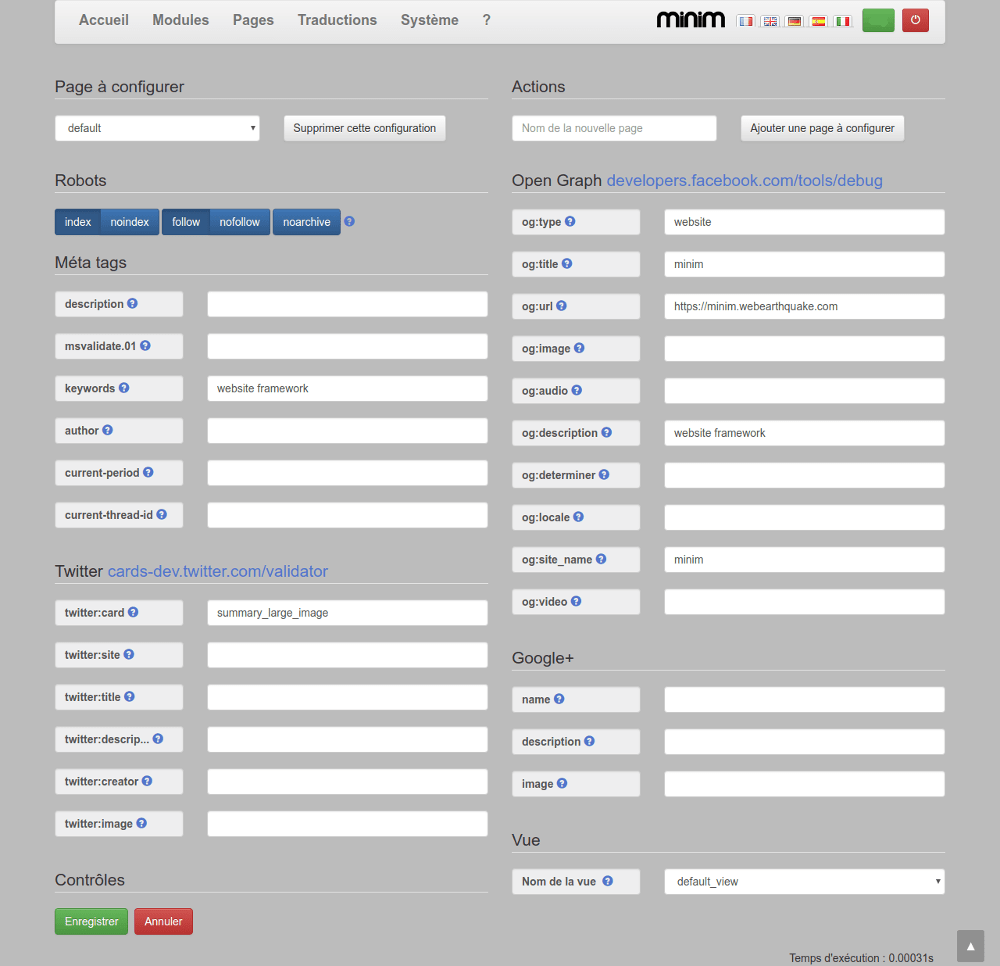 Accueil Modules Pages Traductions Système ? minim
Page à configurer
default Supprimer cette configuration
Actions
Nom de la nouvelle page Ajouter une page à configurer
Robots
index noindex follow nofollow noarchive ?
Méta tags
description ?
msvalidate.01 ?
keywords ? website framework
author ?
current-period ?
current-thread-id ?
Twitter cards-dev.twitter.com/validator
twitter:card ? summary_large_image
twitter:site ?
twitter:title ?
twitter:descrip... ?
twitter:creator ?
twitter:image ?
Contrôles
Enregistrer Annuler
Open Graph developers.facebook.com/tools/debug
og:type ? website
og:title ? minim
og:url ? https://minim.webearthquake.com
og:image ?
og:audio ?
og:description ? website framework
og:determiner ?
og:locale ?
og:site_name ? minim
og:video ?
Google+
name ?
description ?
image ?
Vue
Nom de la vue ? default_view
Temps d'exécution : 0.00031s